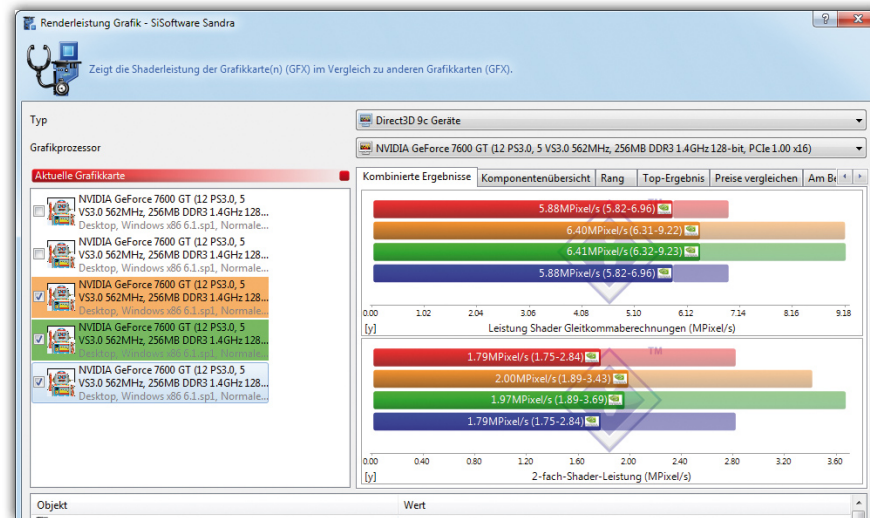 Renderleistung Grafik - SiSoftware Sandra
Zeigt die Shaderleistung der Grafikkarte(n) (GFX) im Vergleich zu anderen Grafikkarten (GFX).
Typ
Direct3D 9c Geräte
Grafikprozessor
NVIDIA GeForce 7600 GT (12 PS3.0, 5 VS3.0 562MHz, 256MB DDR3 1.4GHz 128-bit, PCIe 1.00 x16)
Aktuelle Grafikkarte
NVIDIA GeForce 7600 GT (12 PS3.0, 5
VS3.0 562MHz, 256MB DDR3 1.4GHz 128...
Desktop, Windows x86 6.1.sp1, Normale...
NVIDIA GeForce 7600 GT (12 PS3.0, 5
VS3.0 562MHz, 256MB DDR3 1.4GHz 128...
Desktop, Windows x86 6.1.sp1, Normale...
NVIDIA GeForce 7600 GT (12 PS3.0, 5
VS3.0 562MHz, 256MB DDR3 1.4GHz 128...
Desktop, Windows x86 6.1.sp1, Normale...
NVIDIA GeForce 7600 GT (12 PS3.0, 5
VS3.0 562MHz, 256MB DDR3 1.4GHz 128...
Desktop, Windows x86 6.1.sp1, Normale...
NVIDIA GeForce 7600 GT (12 PS3.0, 5
VS3.0 562MHz, 256MB DDR3 1.4GHz 128...
Desktop, Windows x86 6.1.sp1, Normale...
Kombinierte Ergebnisse Komponentenübersicht Rang Top-Ergebnis Preise vergleichen Am Be
5.88MPixel/s (5.82-6.96)
6.40MPixel/s (6.31-9.22)
6.41MPixel/s (6.32-9.23)
5.88MPixel/s (5.82-6.96)
0.00 1.02 2.04 3.06 4.08 5.10 6.12 7.14 8.16 9.18
[y] Leistung Shader Gleitkommaberechnungen (MPixel/s)
TM
1.79MPixel/s (1.75-2.84)
2.00MPixel/s (1.89-3.43)
1.97MPixel/s (1.89-3.69)
1.79MPixel/s (1.75-2.84)
0.00 0.40 0.80 1.20 1.60 2.00 2.40 2.80 3.20 3.60
[y] 2-fach-Shader-Leistung (MPixel/s)
Objekt Wert